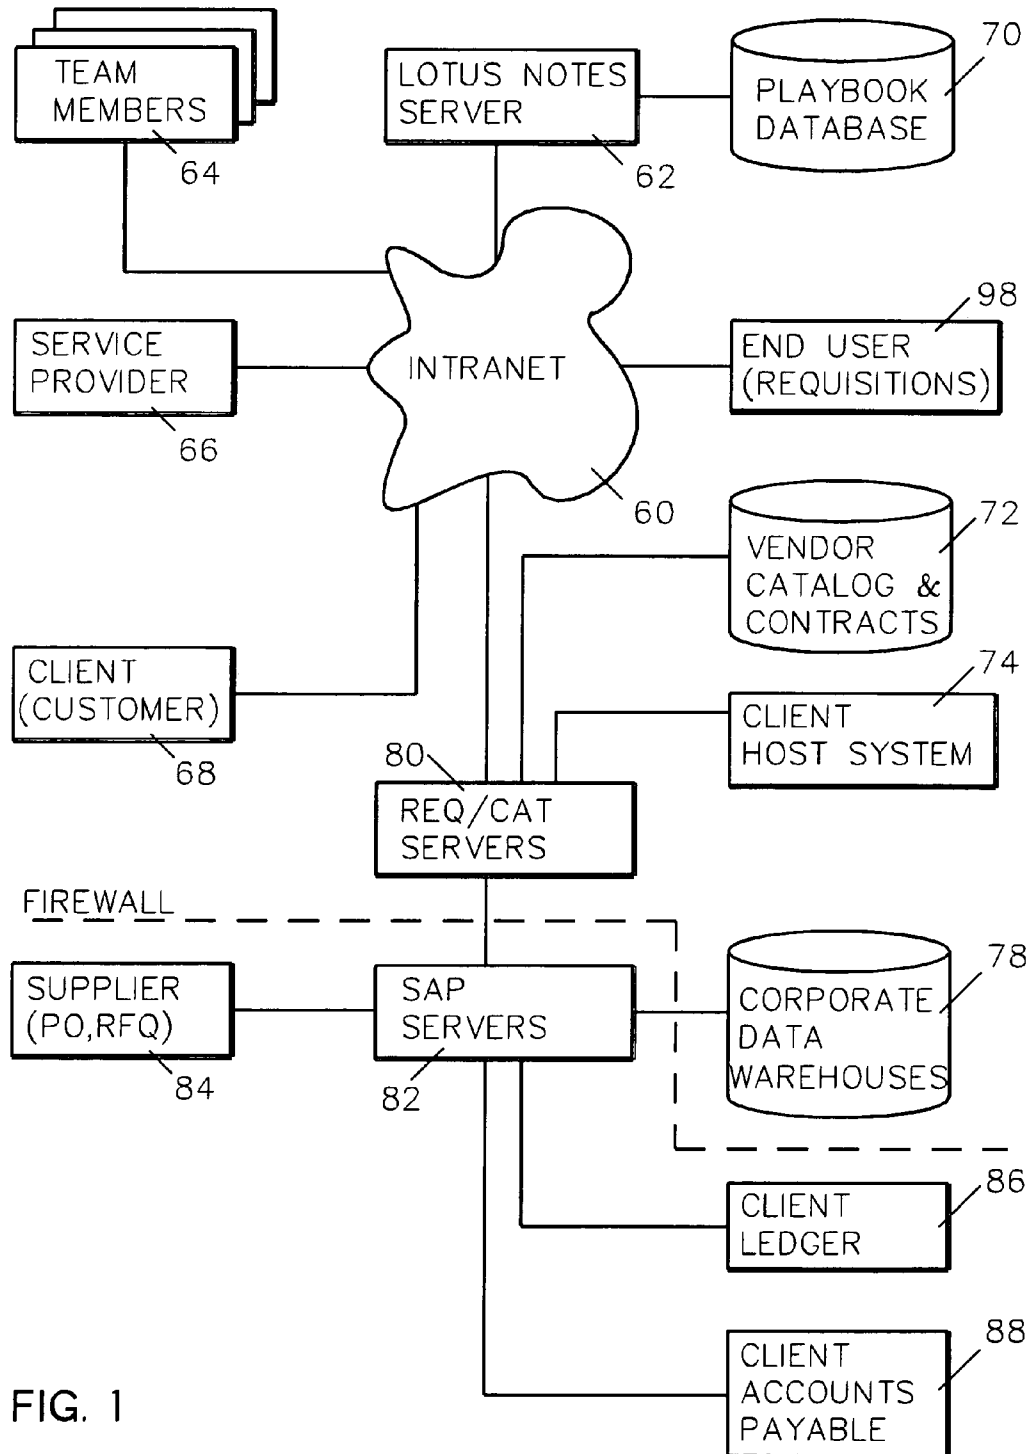 TEAM
MEMBERS
64
LOTUS NOTES
SERVER
62
70
PLAYBOOK
DATABASE
SERVICE
PROVIDER
66
INTRANET
60
98
END USER
(REQUISITIONS)
72
VENDOR
CATALOG &
CONTRACTS
CLIENT
(CUSTOMER)
68
74
CLIENT
HOST SYSTEM
80
REQ/CAT
SERVERS
FIREWALL
SUPPLIER
(PO,RFQ)
84
SAP
SERVERS
82
78
CORPORATE
DATA
WAREHOUSES
86
CLIENT
LEDGER
88
CLIENT
ACCOUNTS
PAYABLE
FIG. 1